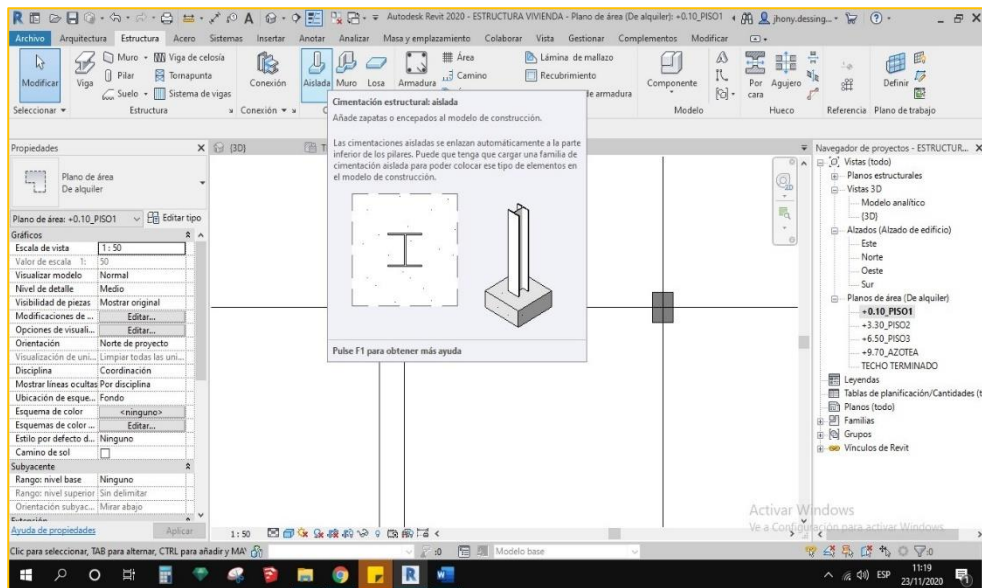 Autodesk Revit 2020 - ESTRUCTURA VIVIENDA - Plano de área (De alquiler): +0.10_PISO1
jhony.dessing...
Archivo Arquitectura Estructura Acero Sistemas Insertar Anotar Analizar Masa y emplazamiento Colaborar Vista Gestionar Complementos Modificar
Modificar
Viga
Muro
Pilar
Suelo
Viga de celosía
Tornapunta
Sistema de vigas
Conexión
Aislada
Muro
Losa
Armadura
Área
Camino
Lámina de mallazo
Recubrimiento
de armadura
Componente
Por cara
Agujero
Definir
Seleccionar
Estructura
Conexión
Modelo
Hueco
Referencia
Plano de trabajo
Cimentación estructural: aislada
Añade zapatas o encepados al modelo de construcción.
Las cimentaciones aisladas se enlazan automáticamente a la parte
inferior de los pilares. Puede que tenga que cargar una familia de
cimentación aislada para poder colocar ese tipo de elementos en
el modelo de construcción.
Pulse F1 para obtener más ayuda
Propiedades
{3D}
Plano de área
De alquiler
Plano de área: +0.10_PISO1
Editar tipo
Gráficos
Escala de vista 1 : 50
Valor de escala 1: 50
Visualizar modelo Normal
Nivel de detalle Medio
Visibilidad de piezas Mostrar original
Modificaciones de ... Editar...
Opciones de visuali... Editar...
Orientación Norte de proyecto
Visualización de uni... Limpiar todas las uni...
Disciplina Coordinación
Mostrar líneas ocultas Por disciplina
Ubicación de esque... Fondo
Esquema de color <ninguno>
Esquemas de color ... Editar...
Estilo por defecto d... Ninguno
Camino de sol
Subyacente
Rango: nivel base Ninguno
Rango: nivel superior Sin delimitar
Orientación subyac... Mirar abajo
Ayuda de propiedades
Aplicar
1 : 50
Navegador de proyectos - ESTRUCTUR...
Vistas (todo)
Planos estructurales
Vistas 3D
Modelo analítico
{3D}
Alzados (Alzado de edificio)
Este
Norte
Oeste
Sur
Planos de área (De alquiler)
+0.10_PISO1
+3.30_PISO2
+6.50_PISO3
+9.70_AZOTEA
TECHO TERMINADO
Leyendas
Tablas de planificación/Cantidades (t
Planos (todo)
Familias
Grupos
Vínculos de Revit
Activar Windows
Ve a Configuración para activar Windows.
Clic para seleccionar, TAB para alternar, CTRL para añadir y MAY
:0
Modelo base
:0
ESP
11:19
23/11/2020